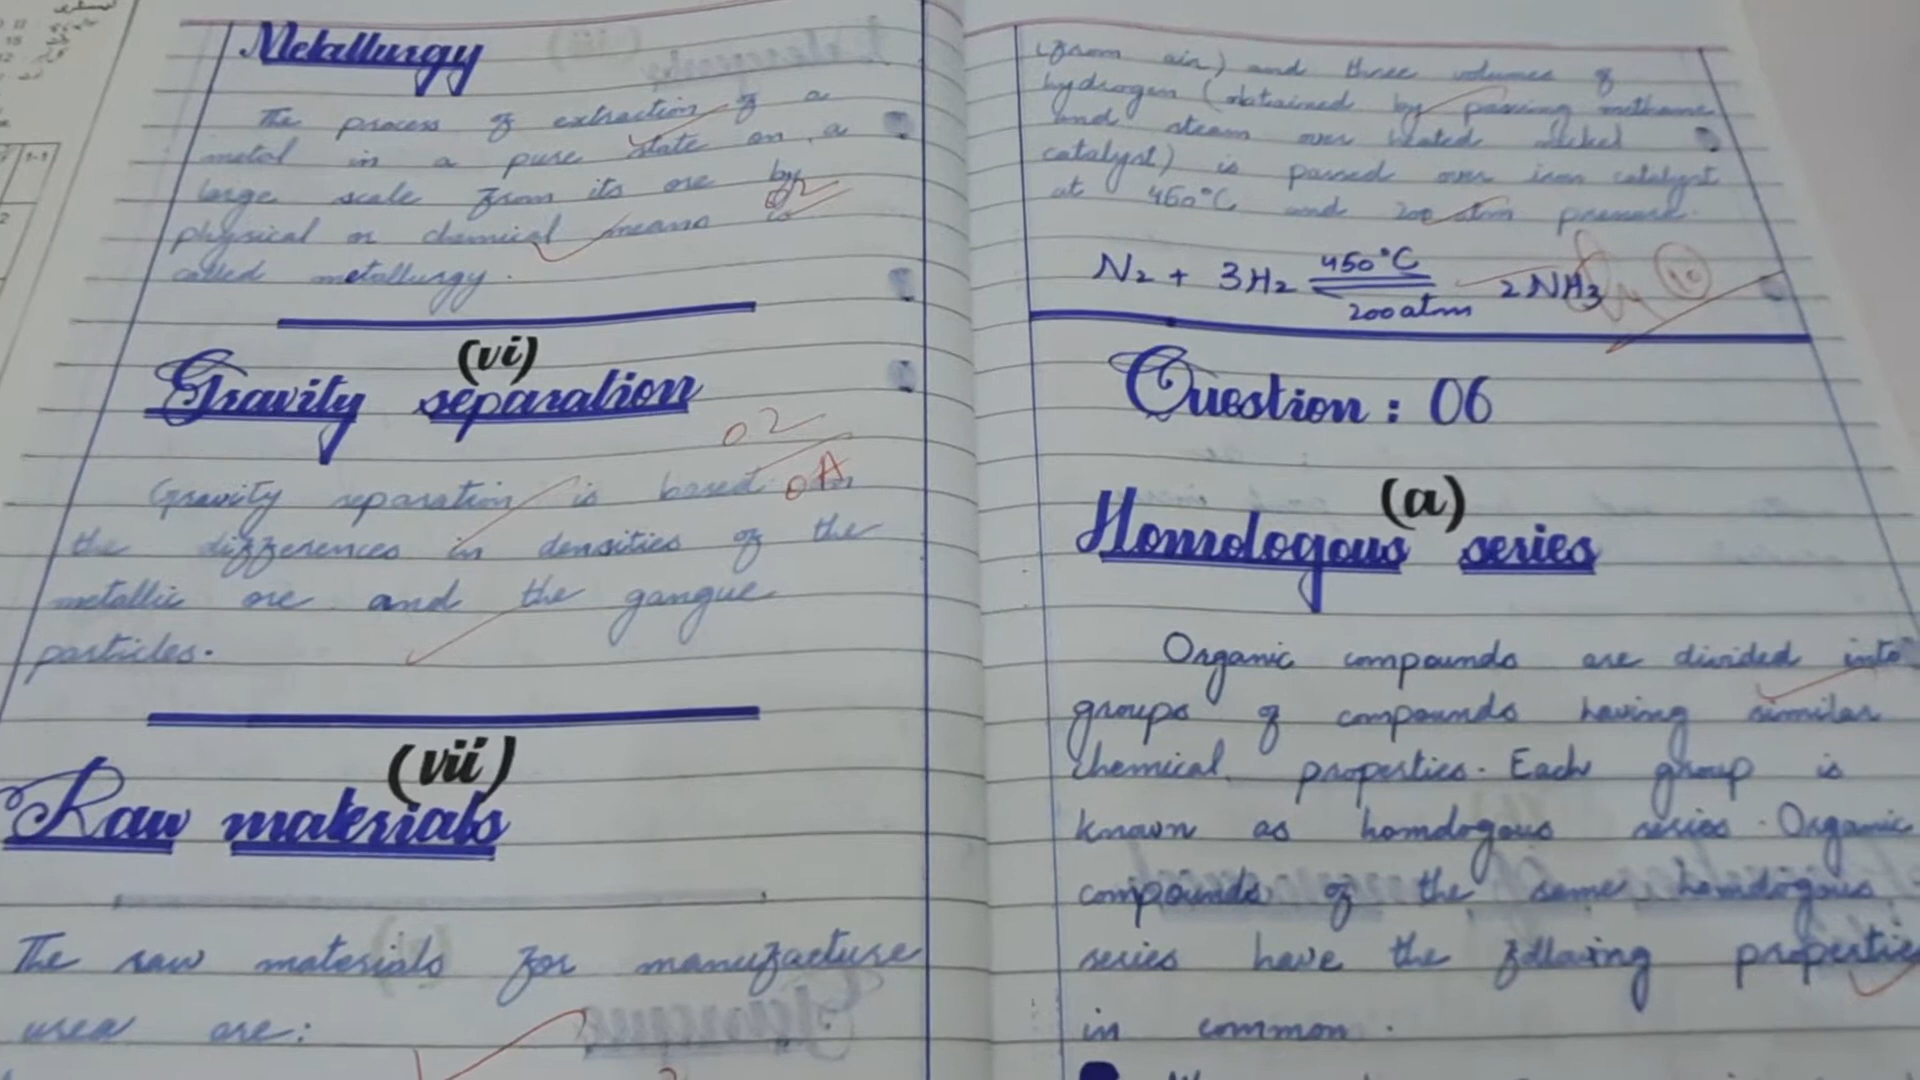 Metallurgy
The process of extraction of a
metal in a pure state on a
large scale from its ore by
physical or chemical means is
called metallurgy.
02
(vi)
Gravity separation
02
Gravity separation is based on
the differences in densities of the
metallic ore and the gangue
particles.
(vii)
Raw materials
The raw materials for manufacture
urea are:
(from air) and three volumes of
hydrogen (obtained by passing methane
and steam over heated nickel
catalyst) is passed over iron catalyst
at 450°C and 200 atm pressure.
N2 + 3H2 450°C 200atm 2NH3
10
Question : 06
(a)
Homologous series
Organic compounds are divided into
groups of compounds having similar
chemical properties. Each group is
known as homologous series. Organic
compounds of the same homologous
series have the following properties
in common.